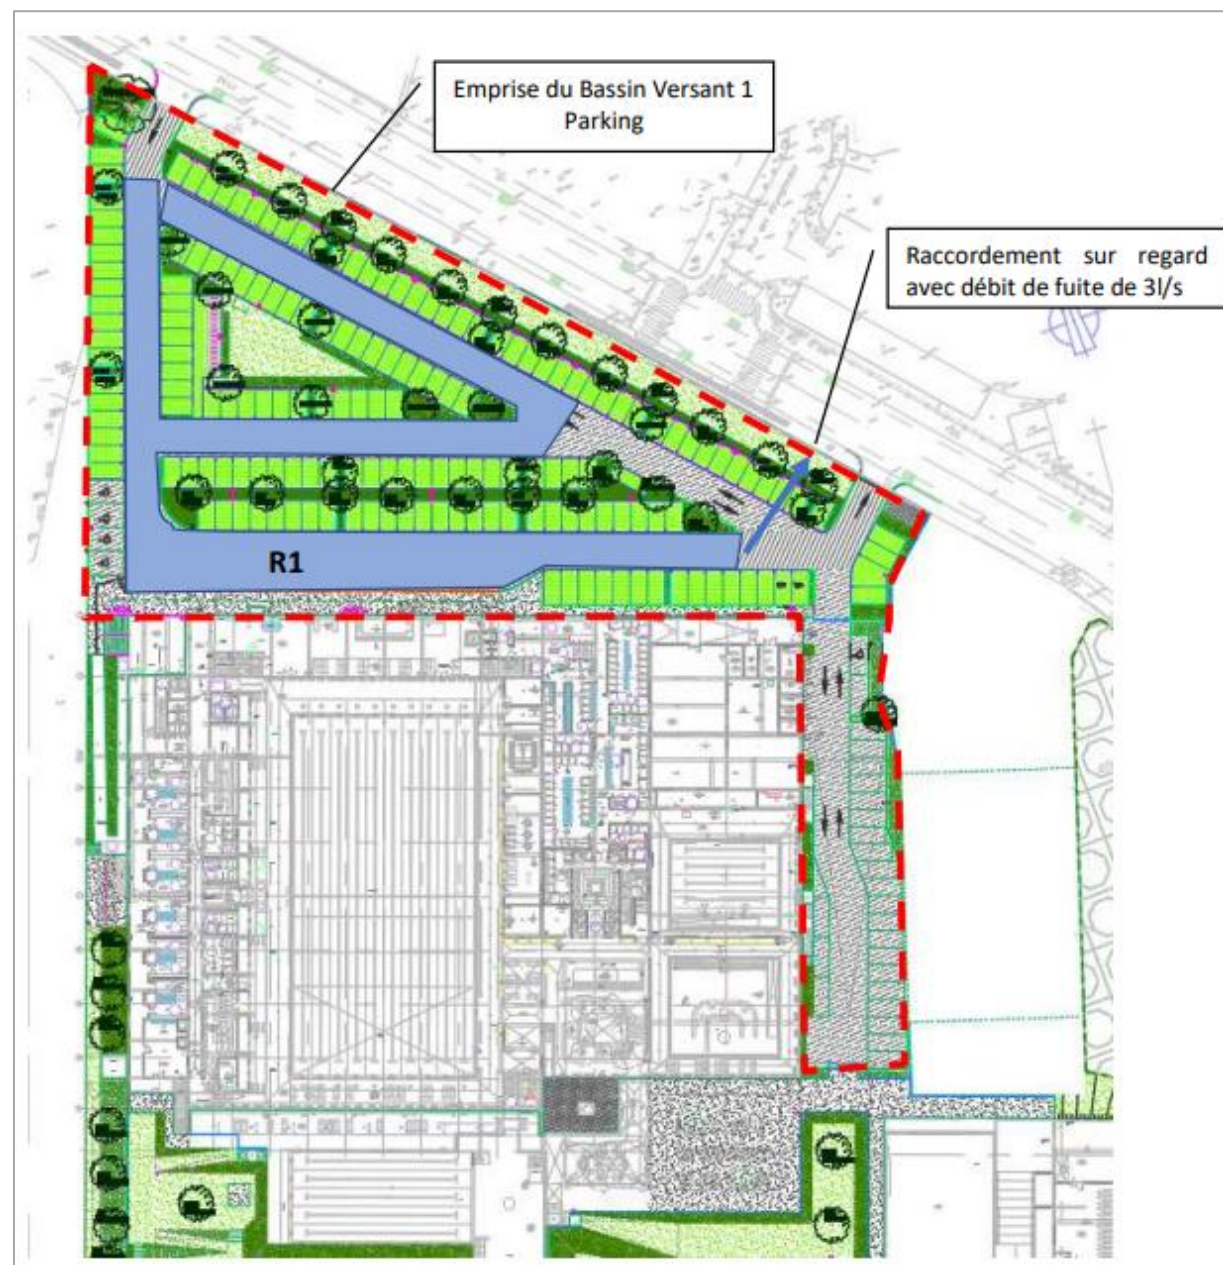 Emprise du Bassin Versant 1
Parking
Raccordement sur regard
avec débit de fuite de 3l/s
R1